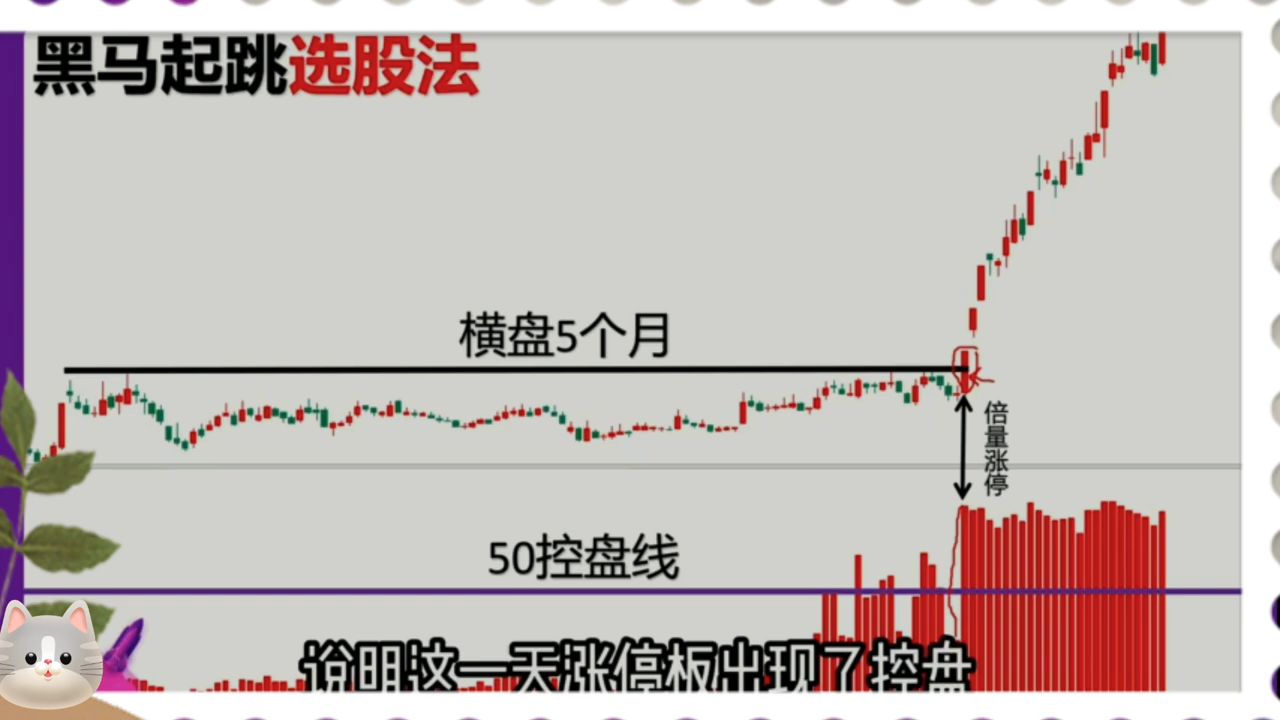 黑马起跳选股法
横盘5个月
倍量涨停
50控盘线
说明这一天涨停板出现了控盘